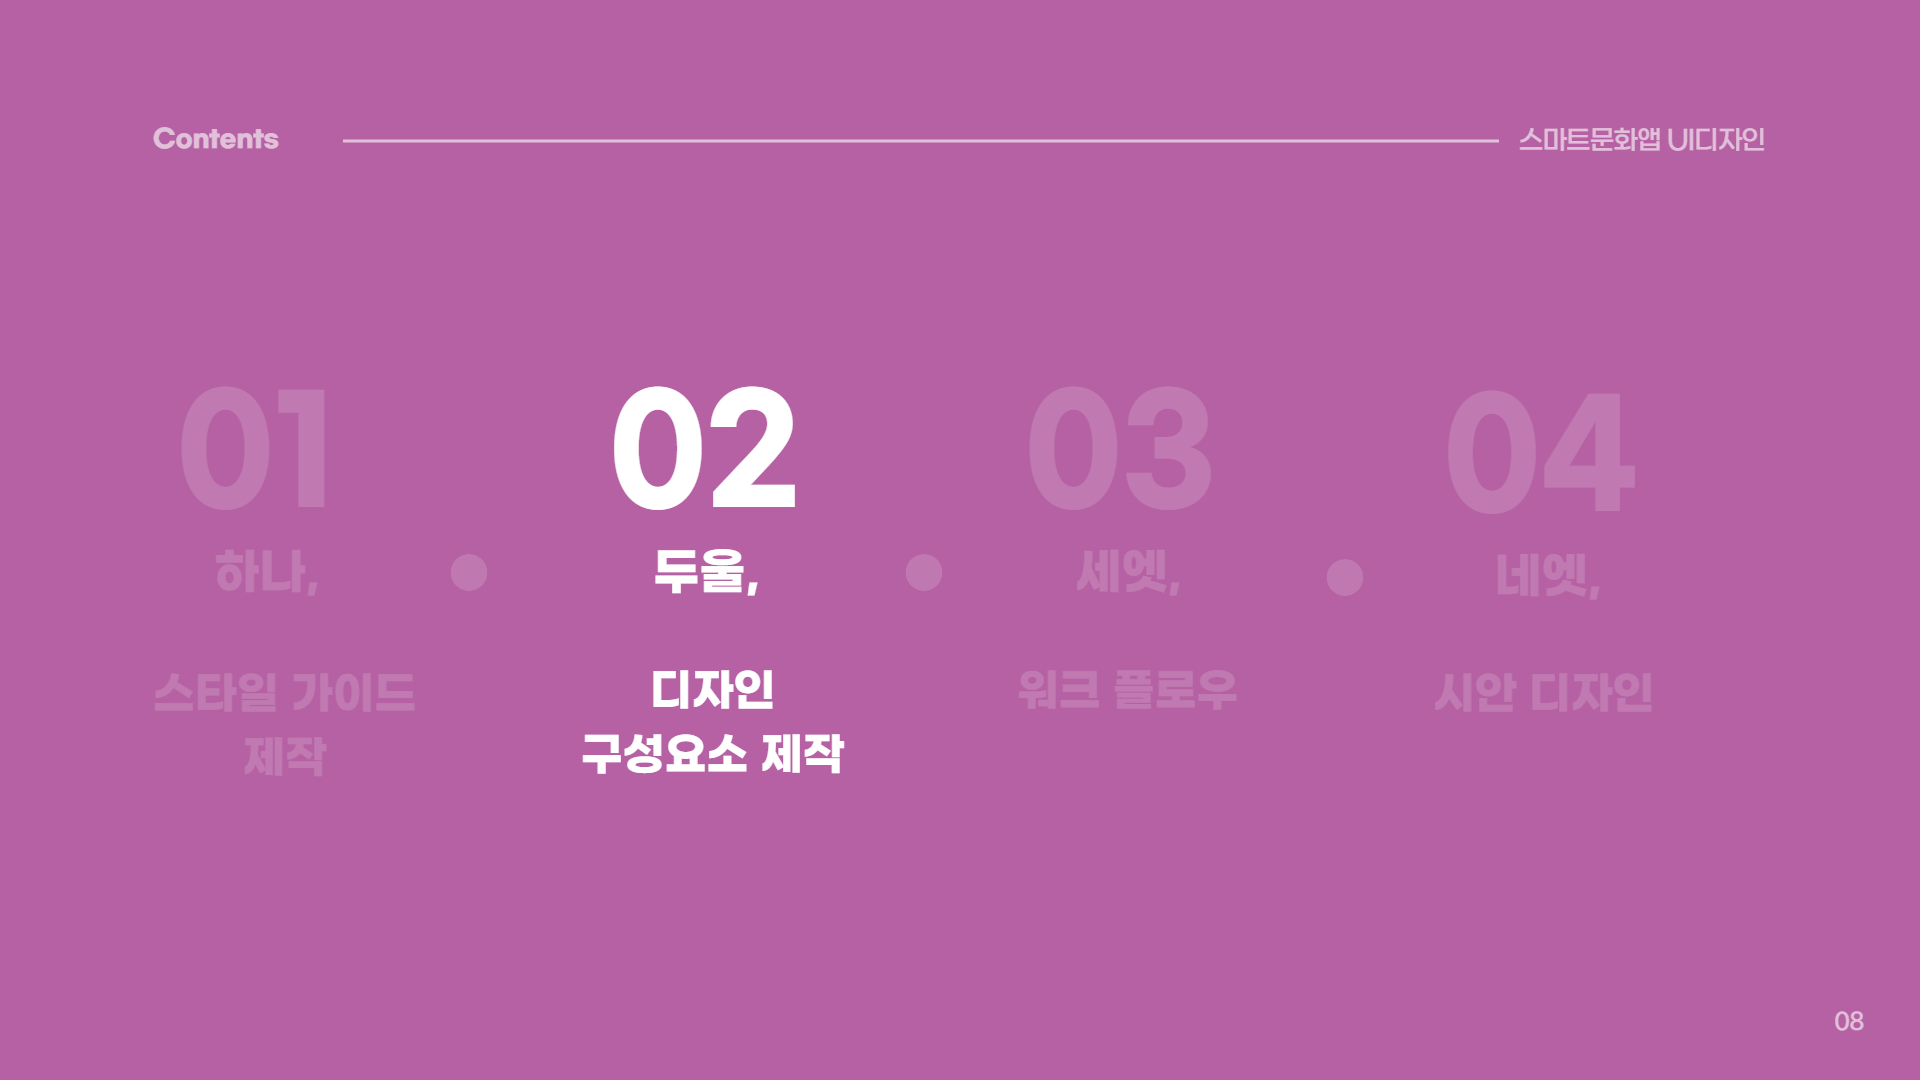 Contents
스마트문화앱 UI디자인
01
하나,
스타일 가이드
제작
02
두울,
디자인
구성요소 제작
03
세엣,
워크 플로우
04
네엣,
시안 디자인
08